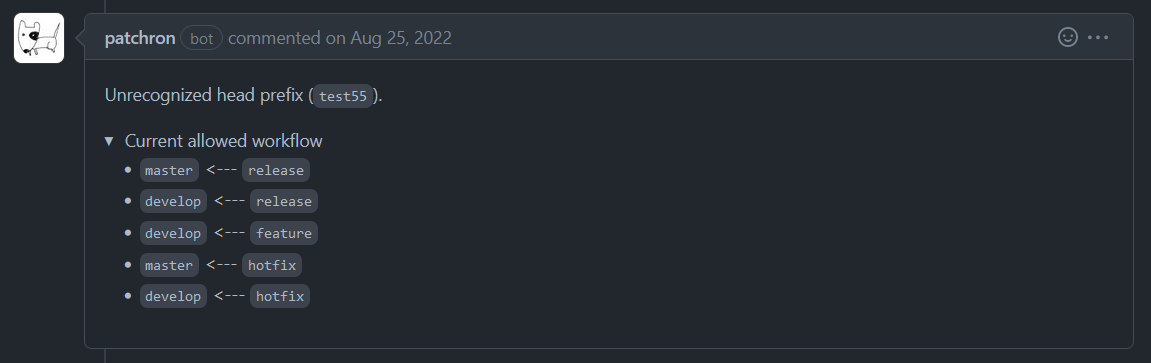 patchron bot commented on Aug 25, 2022
Unrecognized head prefix (test55).
▼ Current allowed workflow
• master <--- release
• develop <--- release
• develop <--- feature
• master <--- hotfix
• develop <--- hotfix